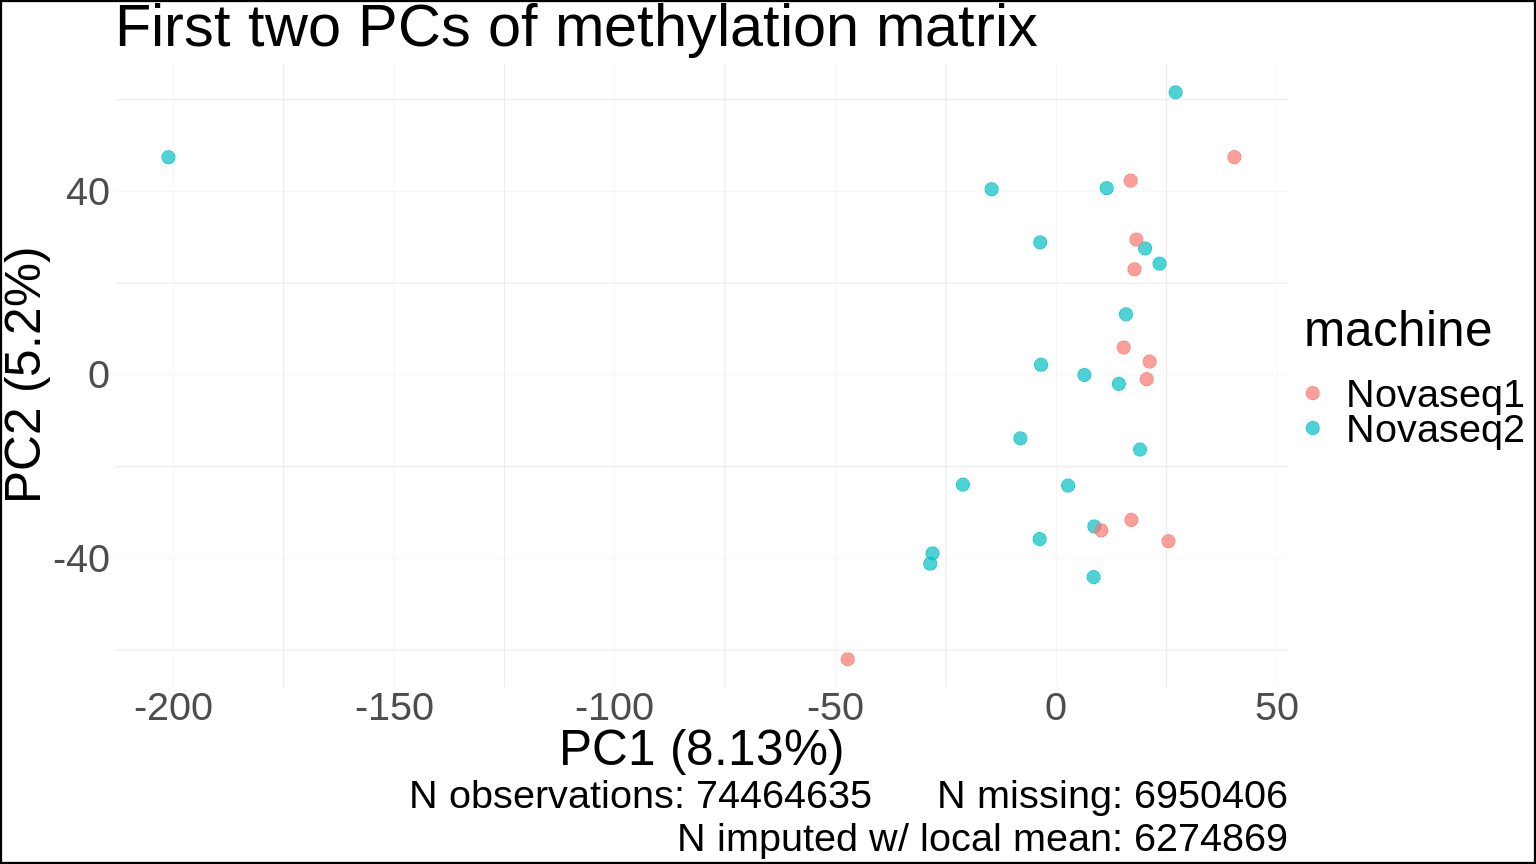 First two PCs of methylation matrix
PC2 (5.2%)
40
0
-40
-200 -150 -100 -50 0 50
PC1 (8.13%)
machine
Novaseq1
Novaseq2
N observations: 74464635 N missing: 6950406
N imputed w/ local mean: 6274869